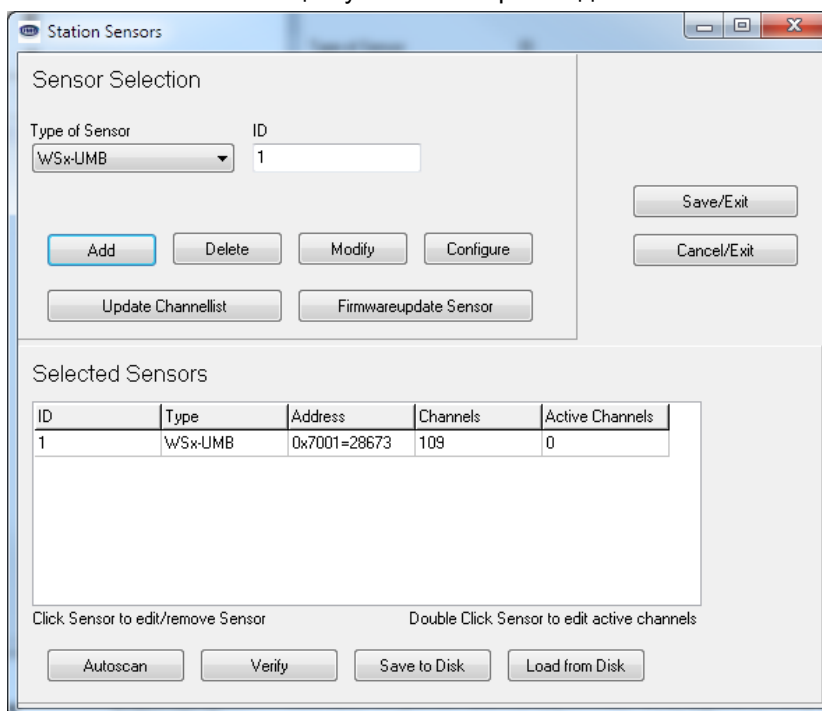 Station Sensors
Sensor Selection
Type of Sensor ID
WSx-UMB 1
Save/Exit
Add Delete Modify Configure Cancel/Exit
Update Channellist Firmwareupdate Sensor
Selected Sensors
ID Type Address Channels Active Channels
1 WSx-UMB 0x7001=28673 109 0
Click Sensor to edit/remove Sensor Double Click Sensor to edit active channels
Autoscan Verify Save to Disk Load from Disk